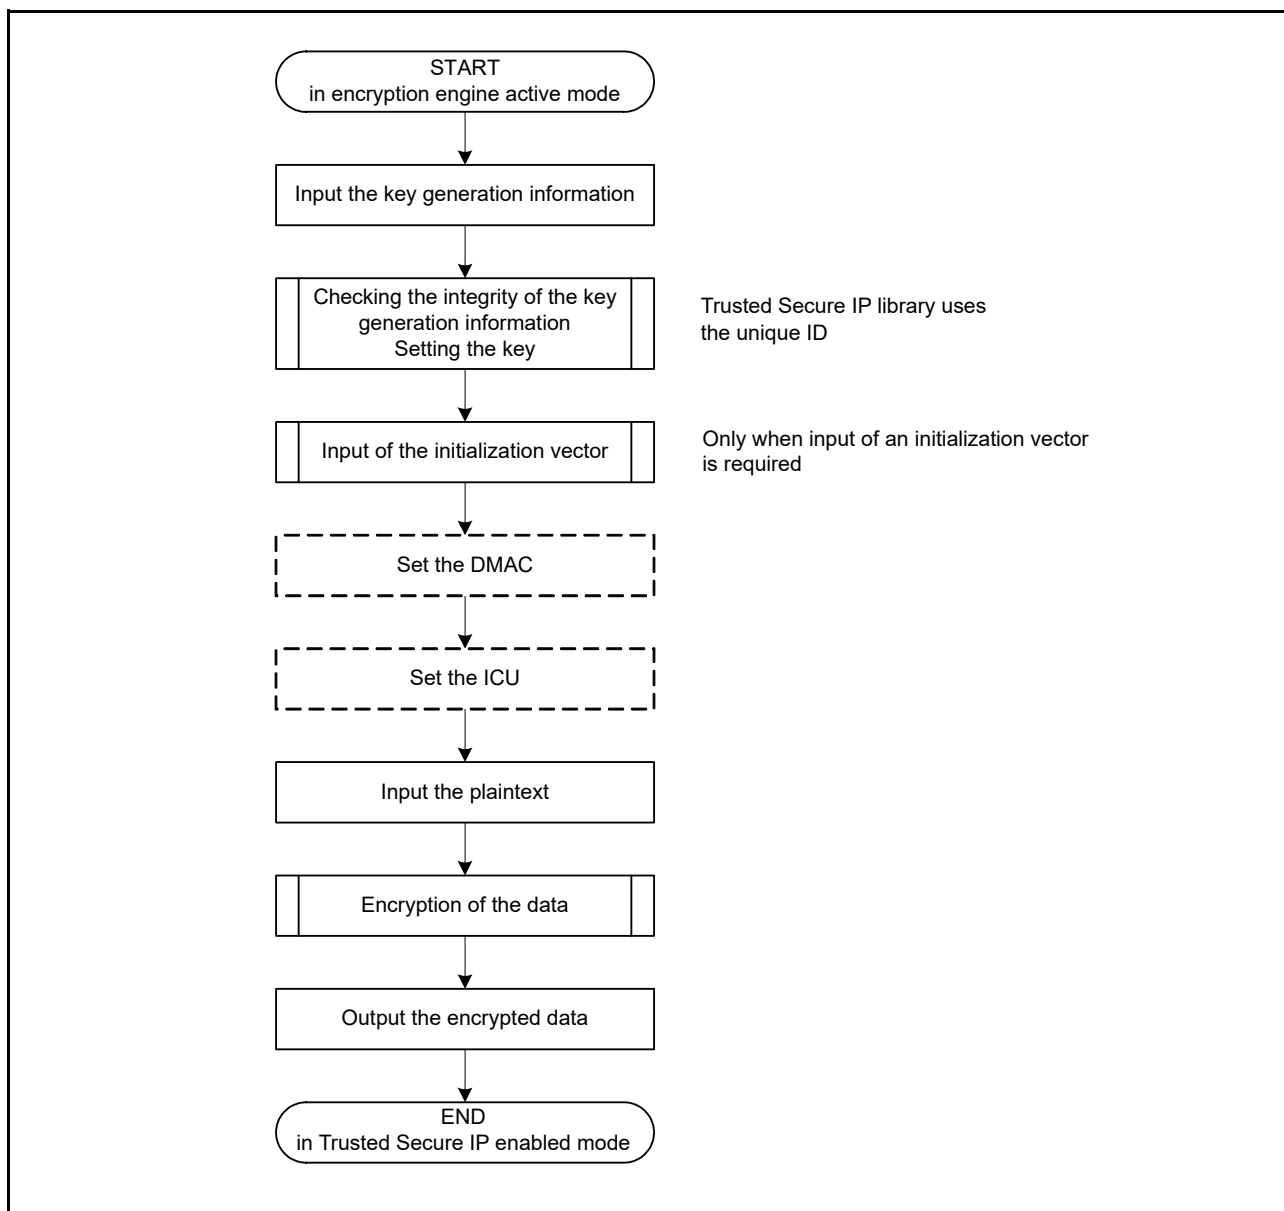 START
in encryption engine active mode
Input the key generation information
Checking the integrity of the key
generation information
Setting the key
Trusted Secure IP library uses
the unique ID
Input of the initialization vector
Only when input of an initialization vector
is required
Set the DMAC
Set the ICU
Input the plaintext
Encryption of the data
Output the encrypted data
END
in Trusted Secure IP enabled mode